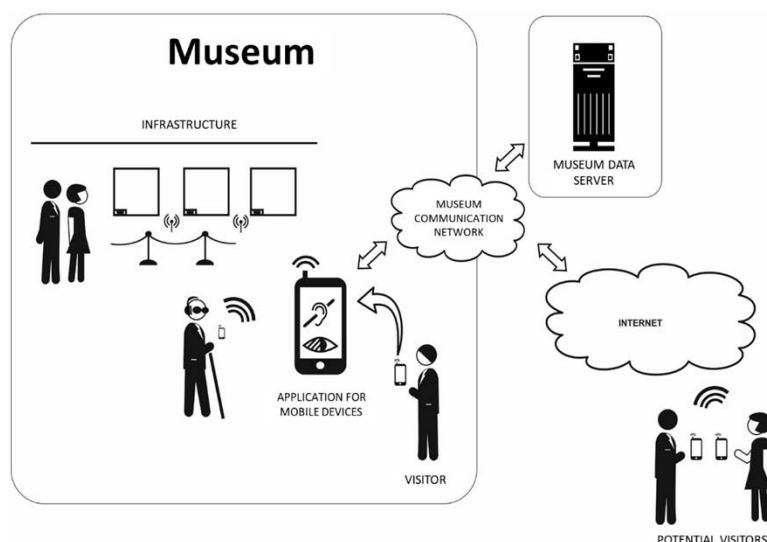 Museum
INFRASTRUCTURE
MUSEUM DATA
SERVER
MUSEUM
COMMUNICATION
NETWORK
INTERNET
APPLICATION FOR
MOBILE DEVICES
VISITOR
POTENTIAL VISITORS